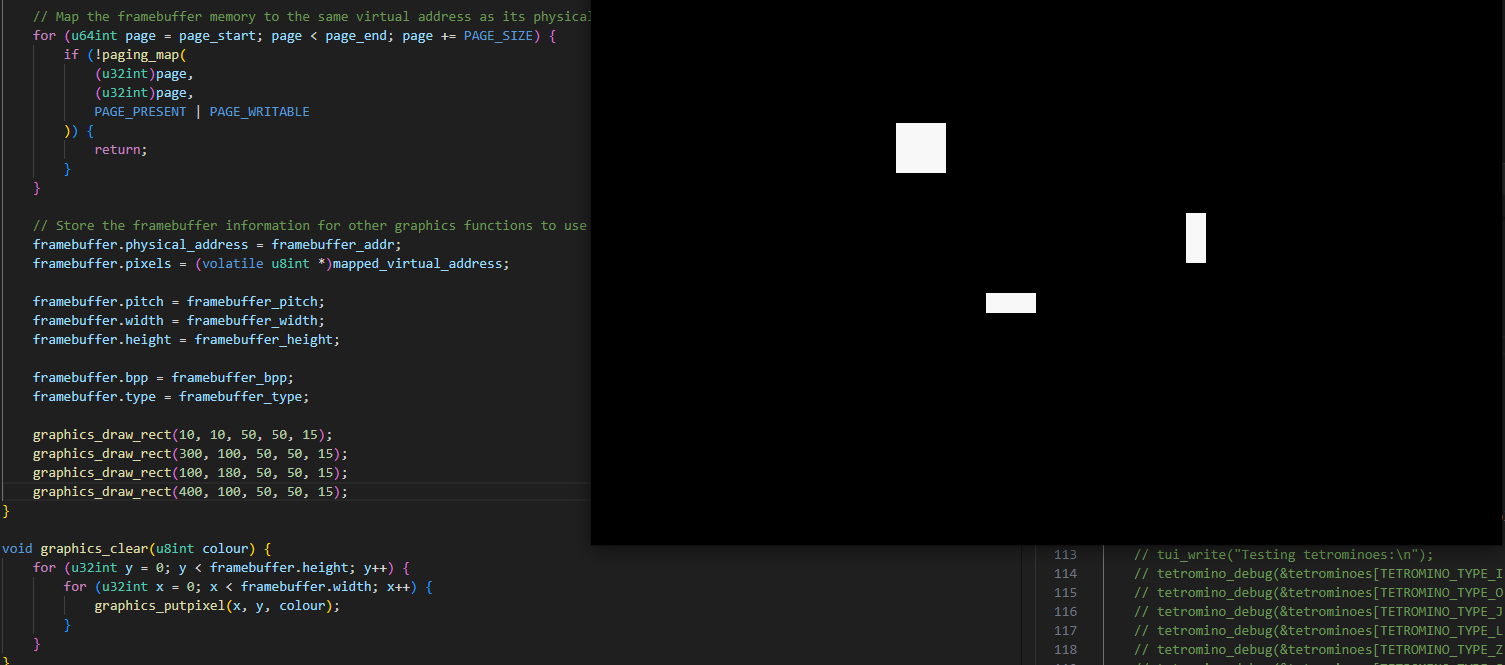 // Map the framebuffer memory to the same virtual address as its physical
for (u64int page = page_start; page < page_end; page += PAGE_SIZE) {
if (!paging_map(
(u32int)page,
(u32int)page,
PAGE_PRESENT | PAGE_WRITABLE
)) {
return;
}
}
// Store the framebuffer information for other graphics functions to use
framebuffer.physical_address = framebuffer_addr;
framebuffer.pixels = (volatile u8int *)mapped_virtual_address;
framebuffer.pitch = framebuffer_pitch;
framebuffer.width = framebuffer_width;
framebuffer.height = framebuffer_height;
framebuffer.bpp = framebuffer_bpp;
framebuffer.type = framebuffer_type;
graphics_draw_rect(10, 10, 50, 50, 15);
graphics_draw_rect(300, 100, 50, 50, 15);
graphics_draw_rect(100, 180, 50, 50, 15);
graphics_draw_rect(400, 100, 50, 50, 15);
}
void graphics_clear(u8int colour) {
for (u32int y = 0; y < framebuffer.height; y++) {
for (u32int x = 0; x < framebuffer.width; x++) {
graphics_putpixel(x, y, colour);
}
}
}
113 // tui_write("Testing tetrominoes:\n");
114 // tetromino_debug(&tetrominoes[TETROMINO_TYPE_I
115 // tetromino_debug(&tetrominoes[TETROMINO_TYPE_O
116 // tetromino_debug(&tetrominoes[TETROMINO_TYPE_J
117 // tetromino_debug(&tetrominoes[TETROMINO_TYPE_L
118 // tetromino_debug(&tetrominoes[TETROMINO_TYPE_Z